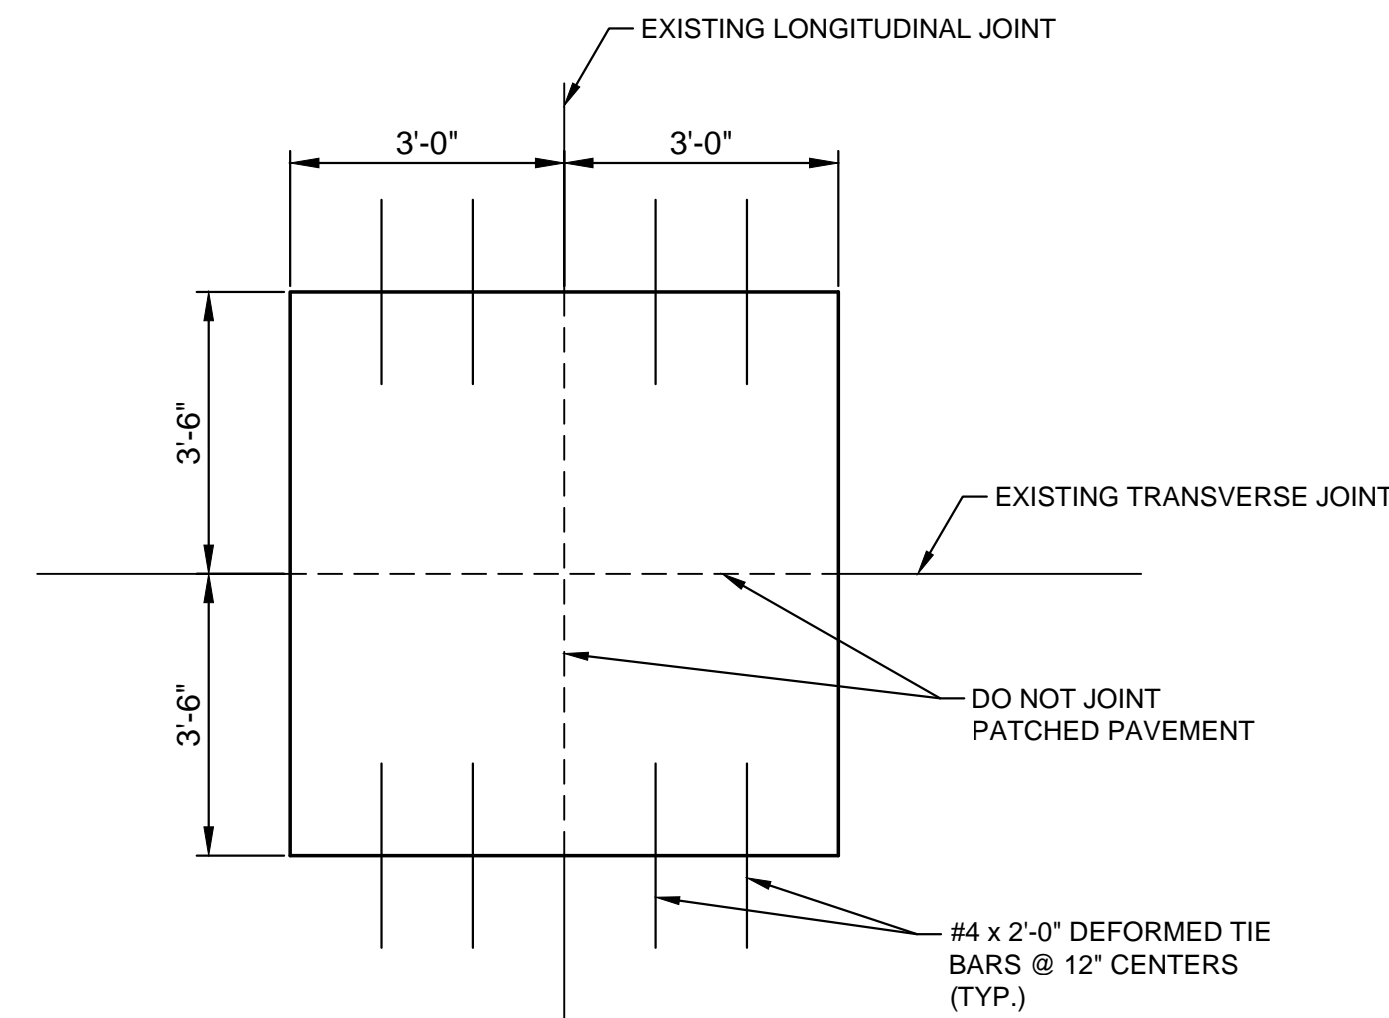 EXISTING LONGITUDINAL JOINT
3'-0" 3'-0"
3'-6"
EXISTING TRANSVERSE JOINT
3'-6"
DO NOT JOINT
PATCHED PAVEMENT
#4 x 2'-0" DEFORMED TIE
BARS @ 12" CENTERS
(TYP.)